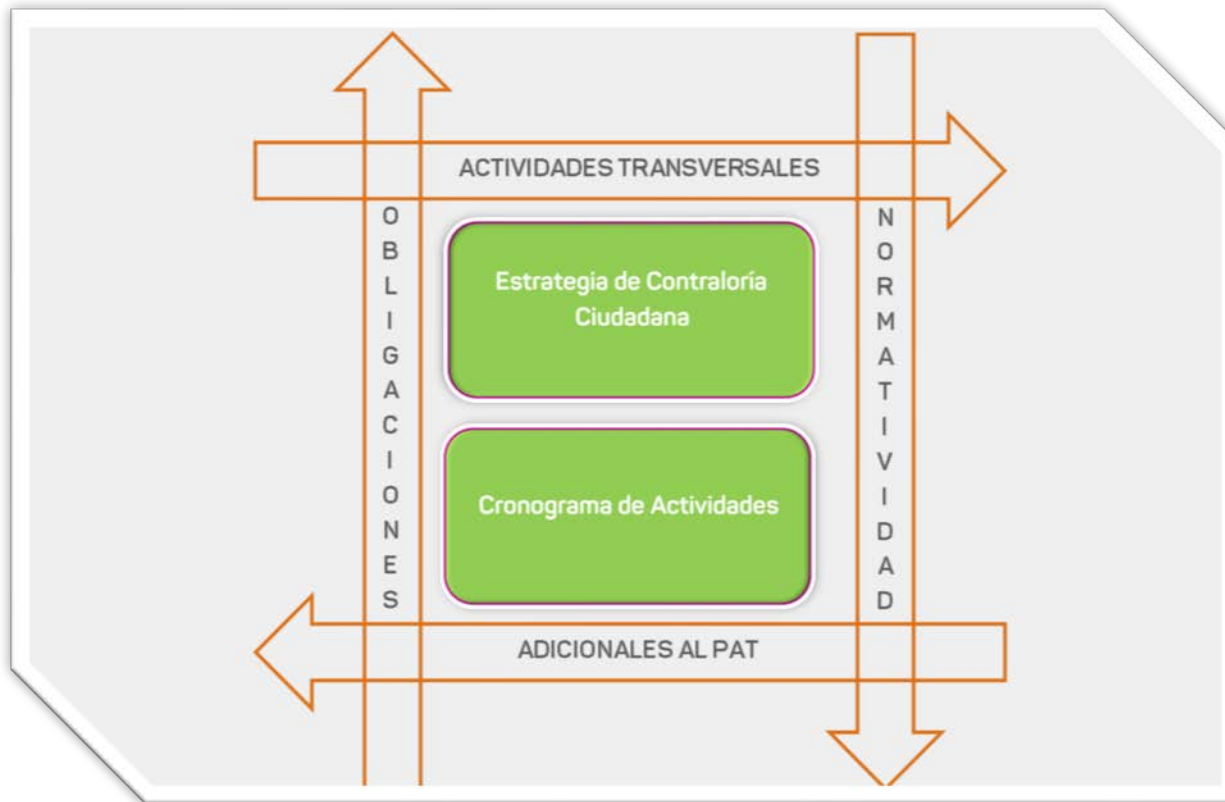 ACTIVIDADES TRANSVERSALES
OBLIGACIONES
Estrategia de Contraloría
Ciudadana
Cronograma de Actividades
NORMATIVIDAD
ADICIONALES AL PAT